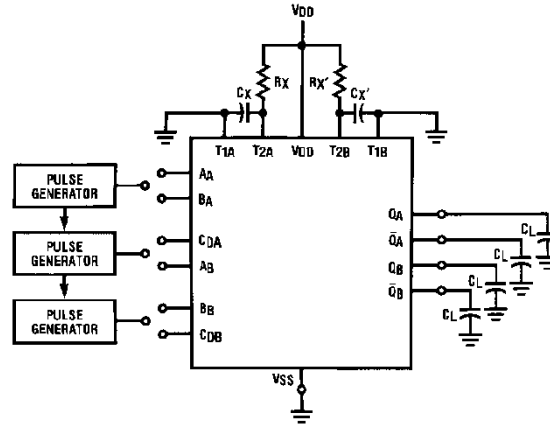 VDD
RX
RX'
CX
CX'
T1A
T2A
VDD
T2B
T1B
PULSE
GENERATOR
AA
BA
PULSE
GENERATOR
CDA
AB
PULSE
GENERATOR
BB
CDB
QA
CL
Q̄A
CL
QB
CL
Q̄B
CL
VSS